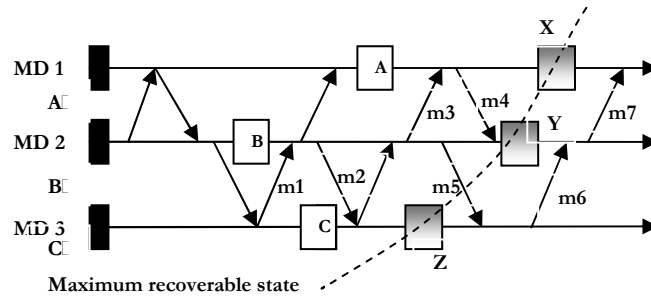 X
MD 1
A
A
m3
m4
m7
Y
MD 2
B
B
m1
m2
m5
m6
MD 3
C
C
Z
Maximum recoverable state